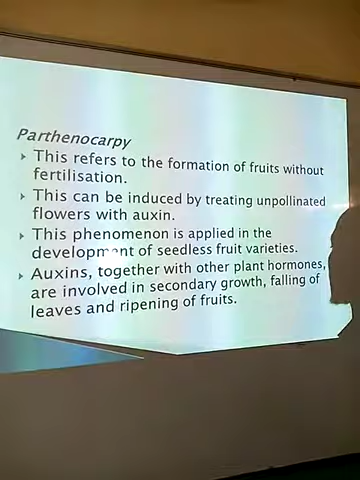 Parthenocarpy
This refers to the formation of fruits without
fertilisation.
This can be induced by treating unpollinated
flowers with auxin.
This phenomenon is applied in the
development of seedless fruit varieties.
Auxins, together with other plant hormones,
are involved in secondary growth, falling of
leaves and ripening of fruits.